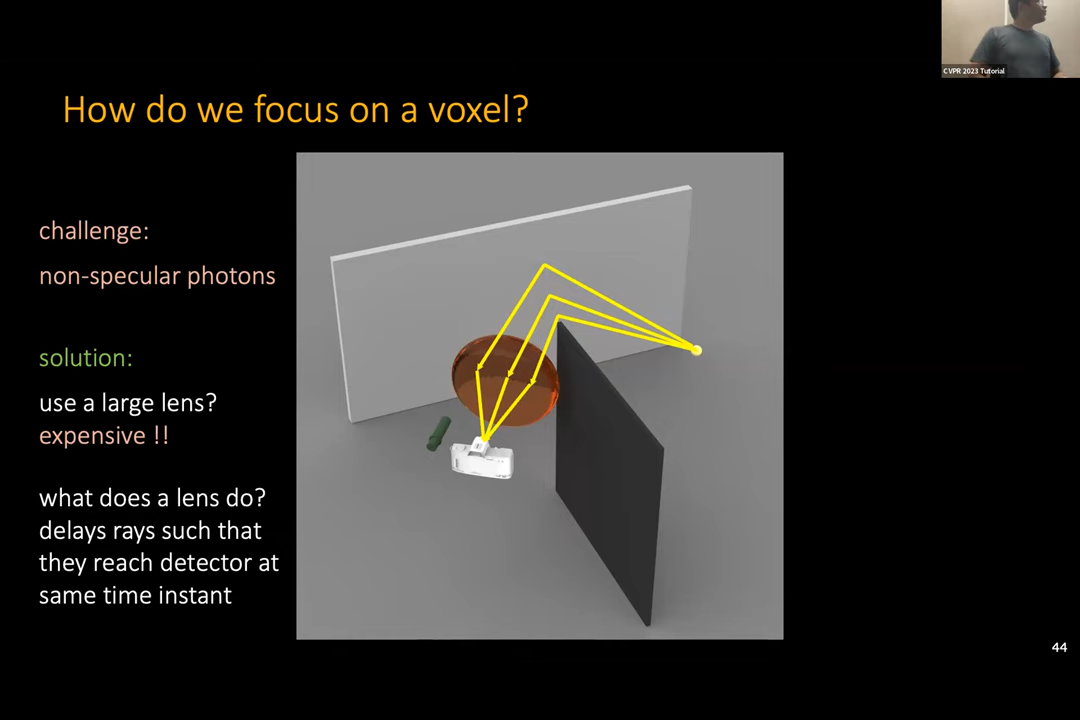 CVPR 2023 Tutorial
How do we focus on a voxel?
challenge:
non-specular photons
solution:
use a large lens?
expensive !!
what does a lens do?
delays rays such that
they reach detector at
same time instant
44